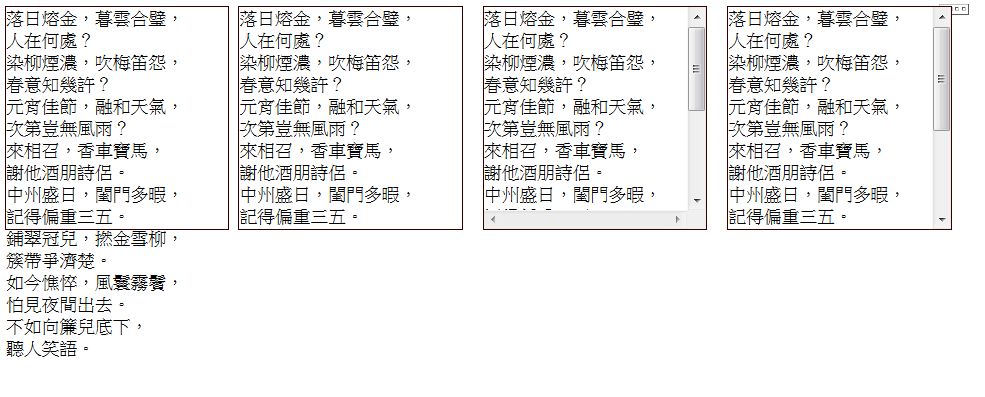 落日熔金，暮雲合璧，
人在何處？
染柳煙濃，吹梅笛怨，
春意知幾許？
元宵佳節，融和天氣，
次第豈無風雨？
來相召，香車寶馬，
謝他酒朋詩侶。
中州盛日，閨門多暇，
記得偏重三五。
鋪翠冠兒，撚金雪柳，
簇帶爭濟楚。
如今憔悴，風鬟霧鬢，
怕見夜間出去。
不如向簾兒底下，
聽人笑語。
落日熔金，暮雲合璧，
人在何處？
染柳煙濃，吹梅笛怨，
春意知幾許？
元宵佳節，融和天氣，
次第豈無風雨？
來相召，香車寶馬，
謝他酒朋詩侶。
中州盛日，閨門多暇，
記得偏重三五。
落日熔金，暮雲合璧，
人在何處？
染柳煙濃，吹梅笛怨，
春意知幾許？
元宵佳節，融和天氣，
次第豈無風雨？
來相召，香車寶馬，
謝他酒朋詩侶。
中州盛日，閨門多暇，
落日熔金，暮雲合璧，
人在何處？
染柳煙濃，吹梅笛怨，
春意知幾許？
元宵佳節，融和天氣，
次第豈無風雨？
來相召，香車寶馬，
謝他酒朋詩侶。
中州盛日，閨門多暇，
記得偏重三五。